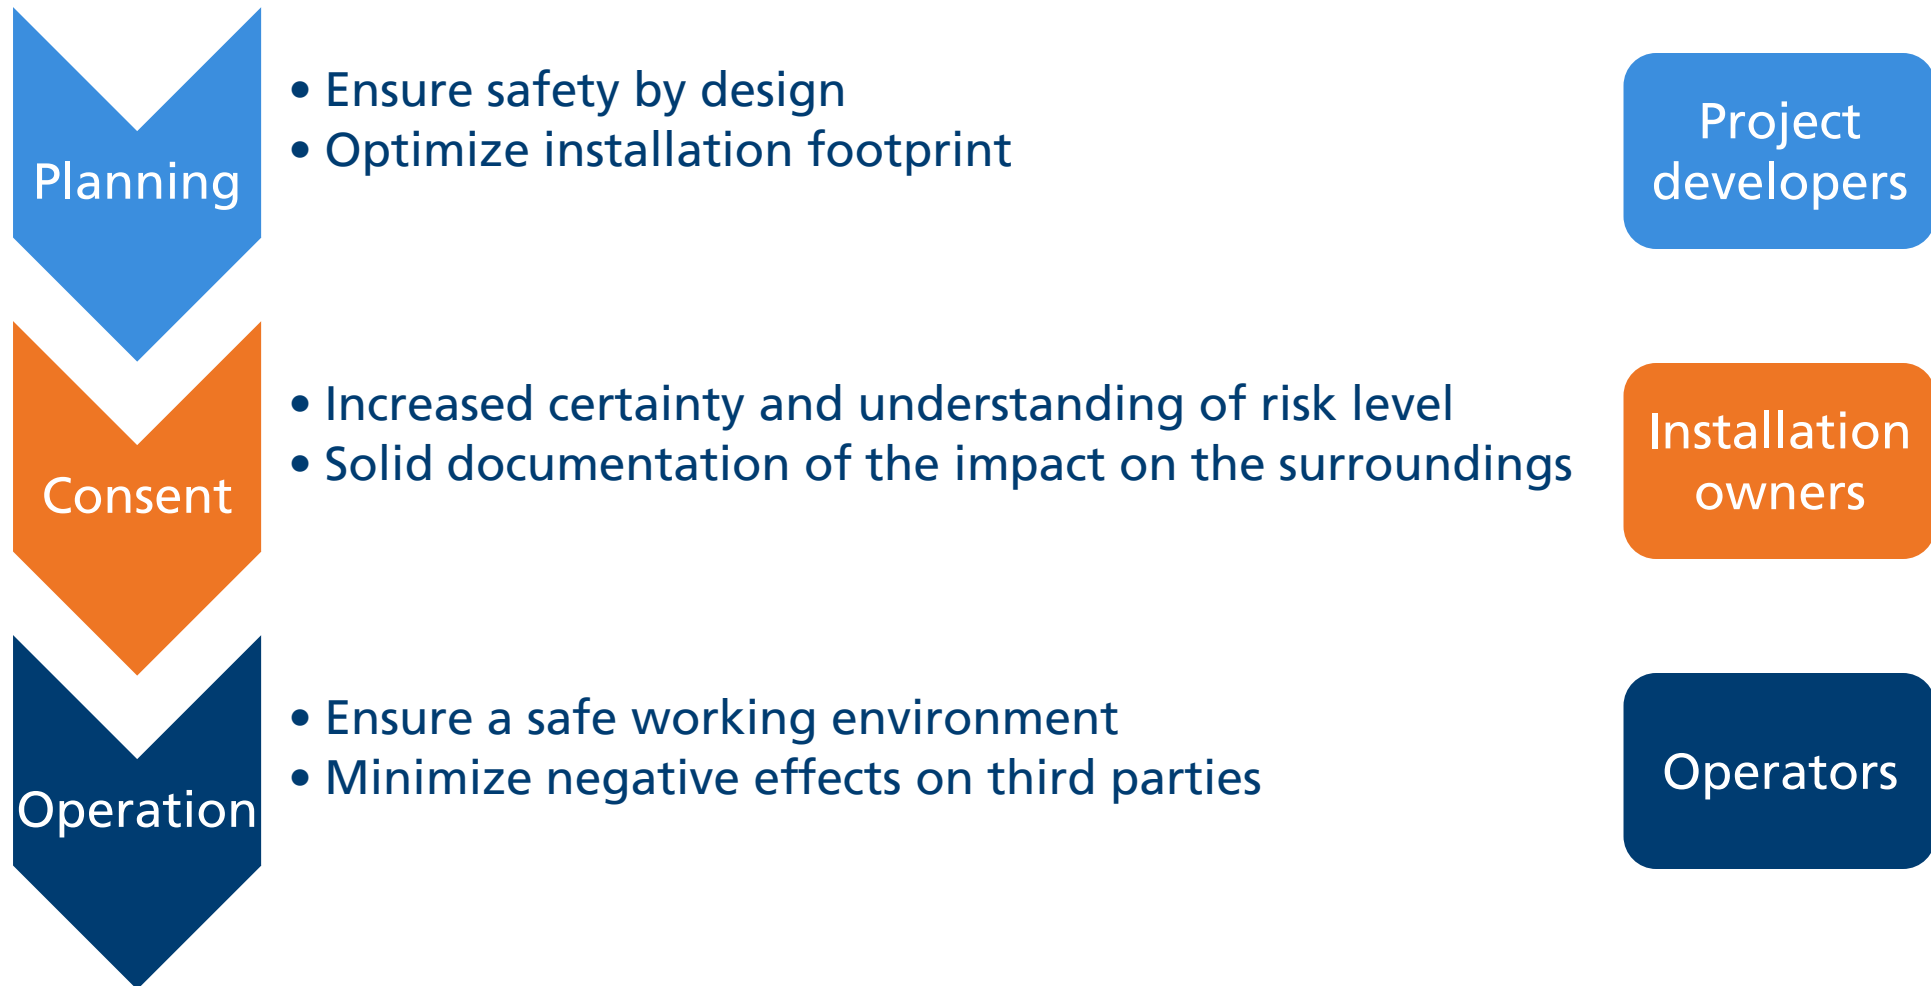 Planning
• Ensure safety by design
• Optimize installation footprint
Project
developers
Consent
• Increased certainty and understanding of risk level
• Solid documentation of the impact on the surroundings
Installation
owners
Operation
• Ensure a safe working environment
• Minimize negative effects on third parties
Operators